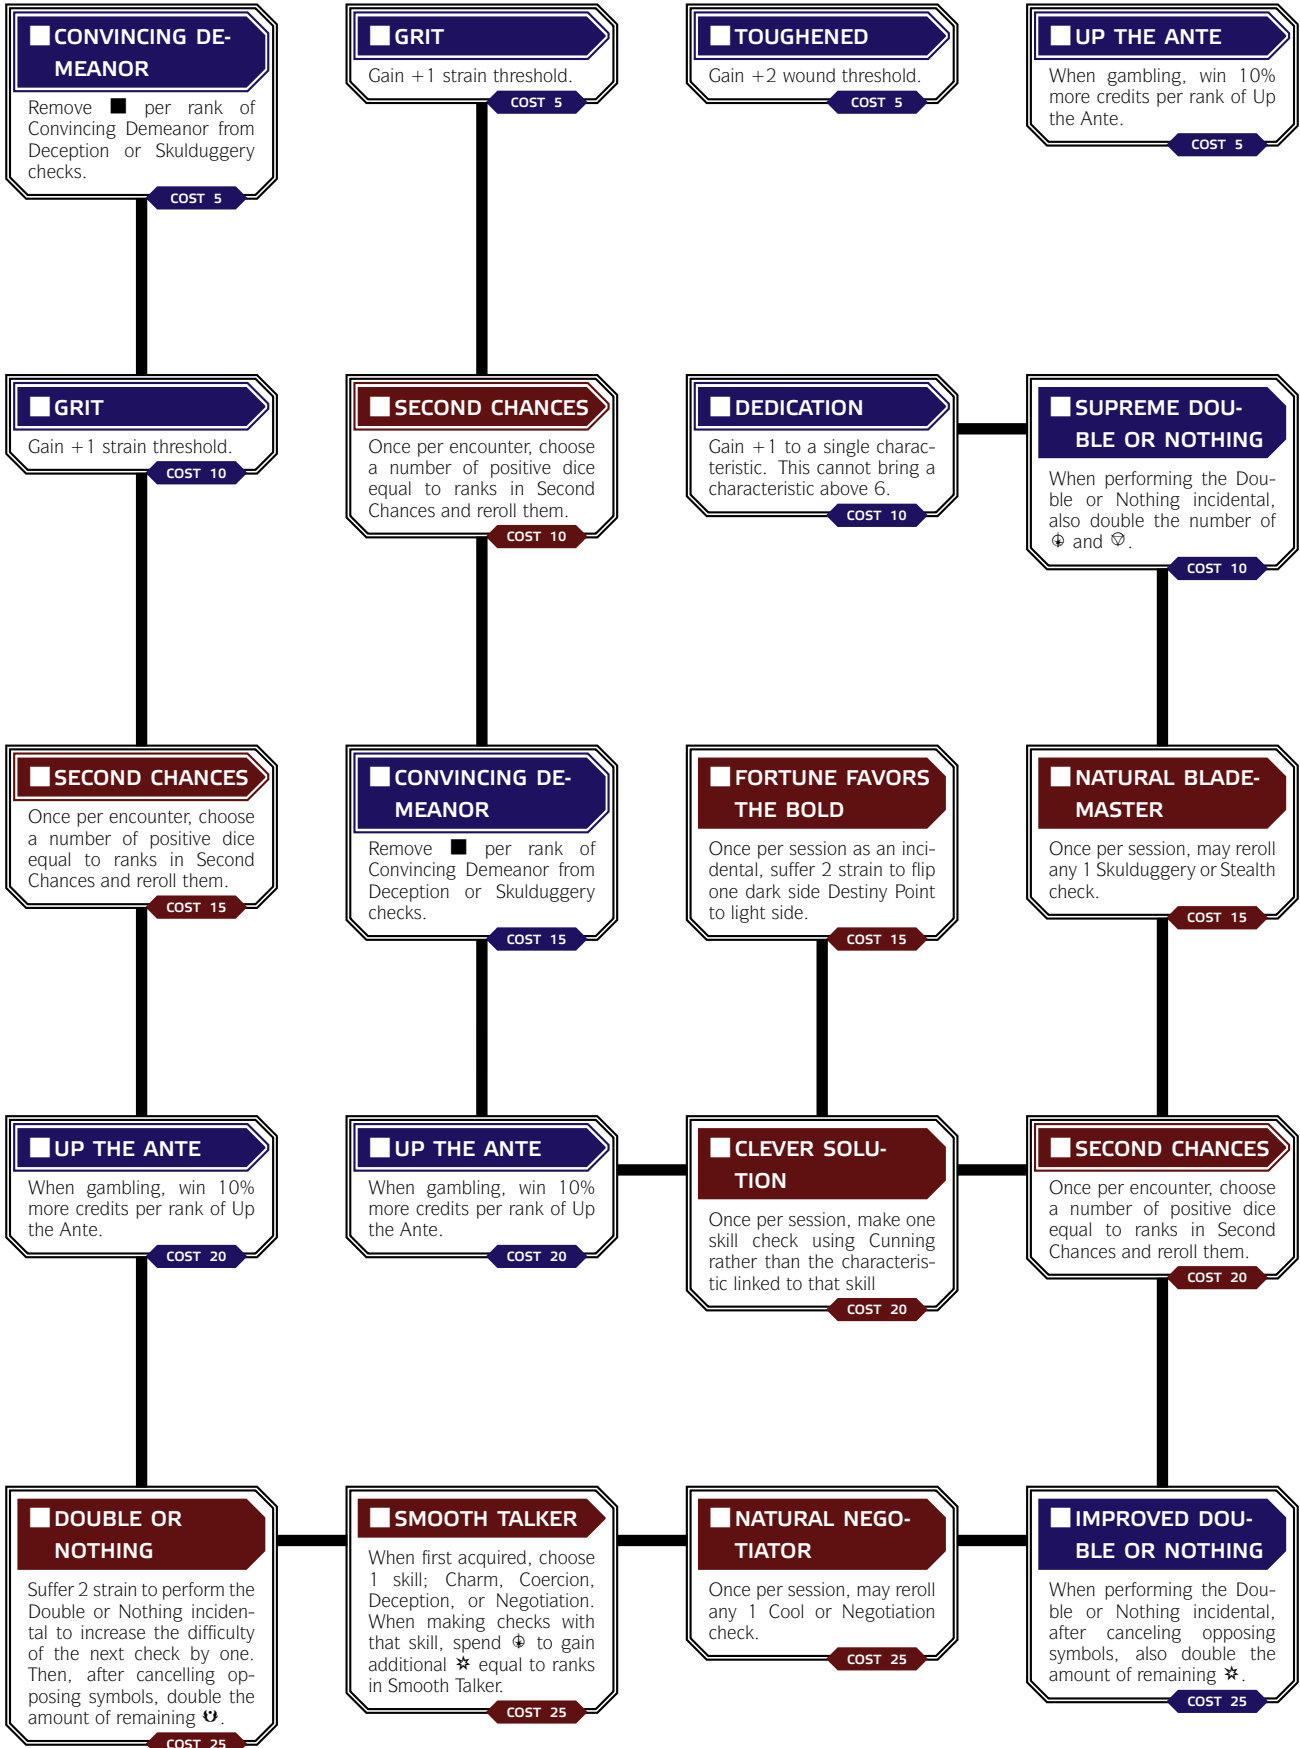 CONVINCING DE-
MEANOR
Remove ■ per rank of
Convincing Demeanor from
Deception or Skulduggery
checks.
COST 5
GRIT
Gain +1 strain threshold.
COST 5
TOUGHENED
Gain +2 wound threshold.
COST 5
UP THE ANTE
When gambling, win 10%
more credits per rank of Up
the Ante.
COST 5
GRIT
Gain +1 strain threshold.
COST 10
SECOND CHANCES
Once per encounter, choose
a number of positive dice
equal to ranks in Second
Chances and reroll them.
COST 10
DEDICATION
Gain +1 to a single charac-
teristic. This cannot bring a
characteristic above 6.
COST 10
SUPREME DOU-
BLE OR NOTHING
When performing the Dou-
ble or Nothing incidental,
also double the number of
and .
COST 10
SECOND CHANCES
Once per encounter, choose
a number of positive dice
equal to ranks in Second
Chances and reroll them.
COST 15
CONVINCING DE-
MEANOR
Remove ■ per rank of
Convincing Demeanor from
Deception or Skulduggery
checks.
COST 15
FORTUNE FAVORS
THE BOLD
Once per session as an inci-
dental, suffer 2 strain to flip
one dark side Destiny Point
to light side.
COST 15
NATURAL BLADE-
MASTER
Once per session, may reroll
any 1 Skulduggery or Stealth
check.
COST 15
UP THE ANTE
When gambling, win 10%
more credits per rank of Up
the Ante.
COST 20
UP THE ANTE
When gambling, win 10%
more credits per rank of Up
the Ante.
COST 20
CLEVER SOLU-
TION
Once per session, make one
skill check using Cunning
rather than the characteris-
tic linked to that skill
COST 20
SECOND CHANCES
Once per encounter, choose
a number of positive dice
equal to ranks in Second
Chances and reroll them.
COST 20
DOUBLE OR
NOTHING
Suffer 2 strain to perform the
Double or Nothing inciden-
tal to increase the difficulty
of the next check by one.
Then, after cancelling op-
posing symbols, double the
amount of remaining .
COST 25
SMOOTH TALKER
When first acquired, choose
1 skill; Charm, Coercion,
Deception, or Negotiation.
When making checks with
that skill, spend to gain
additional equal to ranks
in Smooth Talker.
COST 25
NATURAL NEGO-
TIATOR
Once per session, may reroll
any 1 Cool or Negotiation
check.
COST 25
IMPROVED DOU-
BLE OR NOTHING
When performing the Dou-
ble or Nothing incidental,
after canceling opposing
symbols, also double the
amount of remaining .
COST 25